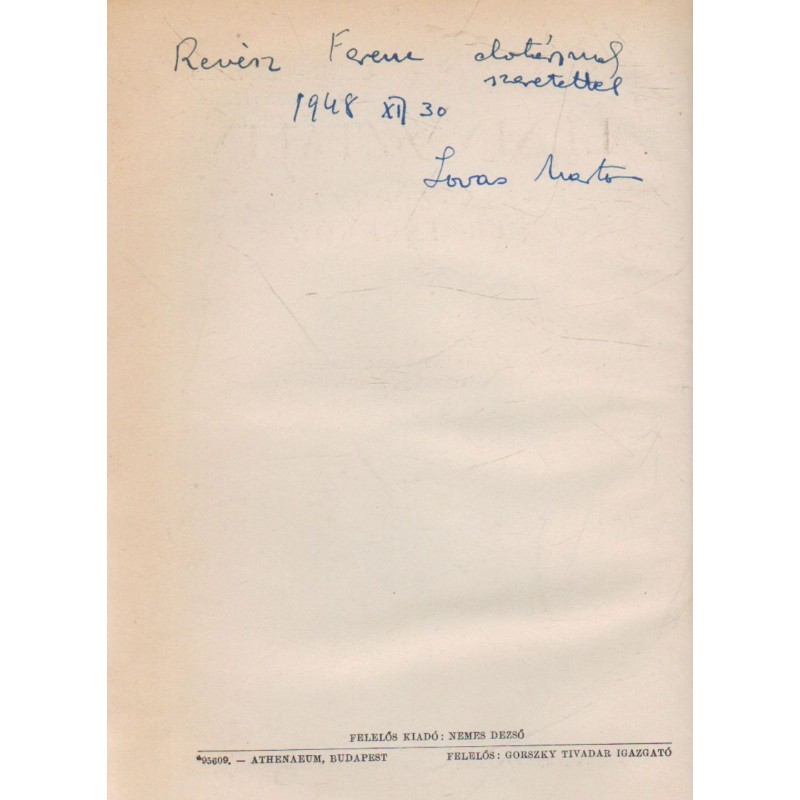 Revész Ferenc elvtársnak
szeretettel
1948 XII 30
Lovas Márton
FELELŐS KIADÓ: NEMES DEZSŐ
95609. — ATHENAEUM, BUDAPEST FELELŐS: GORSZKY TIVADAR IGAZGATÓ